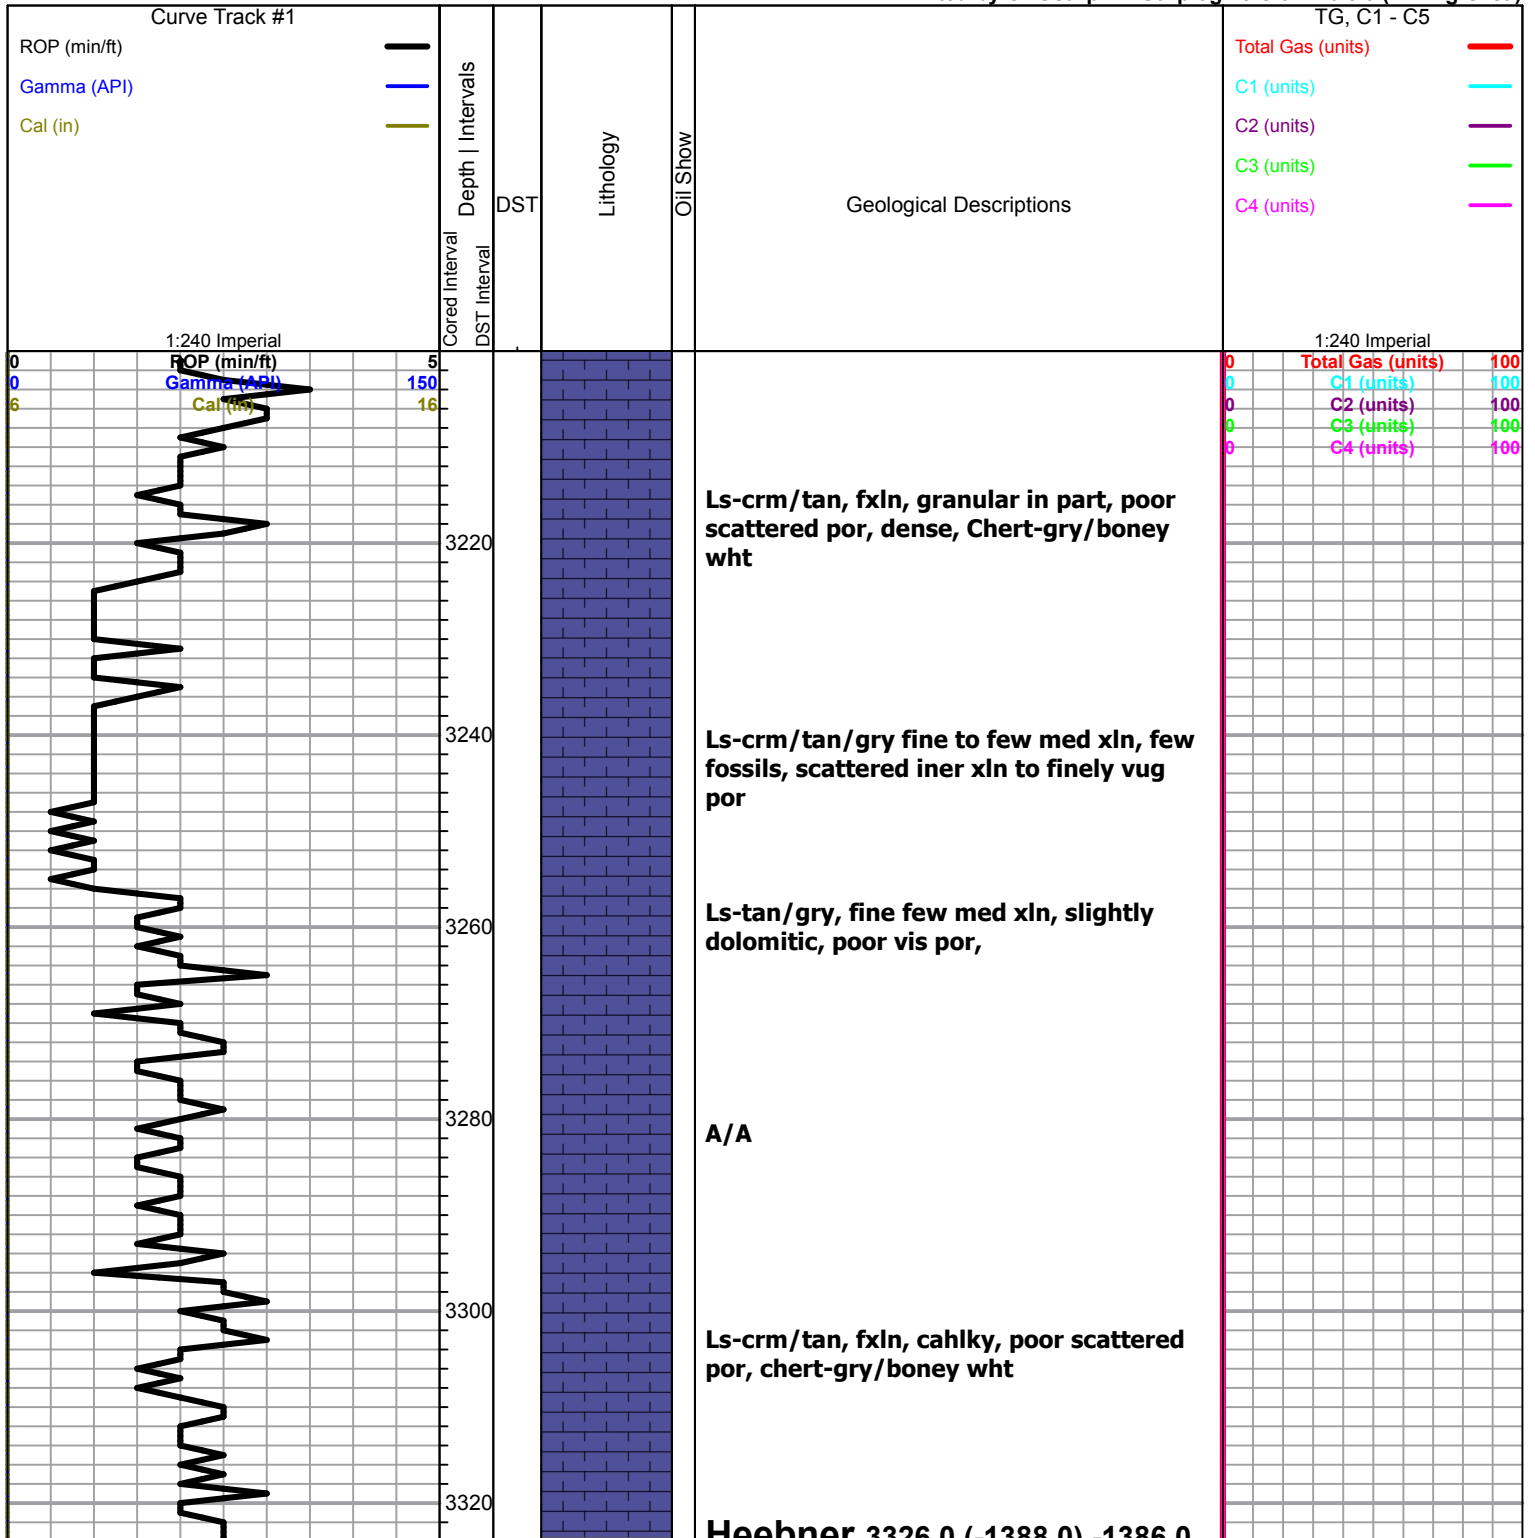 Curve Track #1
ROP (min/ft)
Gamma (API)
Cal (in)
1:240 Imperial
Depth | Intervals
Cored Interval
DST Interval
DST
Lithology
Oil Show
Geological Descriptions
TG, C1 - C5
Total Gas (units)
C1 (units)
C2 (units)
C3 (units)
C4 (units)
1:240 Imperial
0 ROP (min/ft) 5
0 Gamma (API) 150
6 Cal (in) 16
0 Total Gas (units) 100
0 C1 (units) 100
0 C2 (units) 100
0 C3 (units) 100
0 C4 (units) 100
Ls-crm/tan, fxln, granular in part, poor
scattered por, dense, Chert-gry/boney
wht
3220
3240
Ls-crm/tan/gry fine to few med xln, few
fossils, scattered iner xln to finely vug
por
Ls-tan/gry, fine few med xln, slightly
dolomitic, poor vis por,
3260
3280
A/A
3300
Ls-crm/tan, fxln, cahlky, poor scattered
por, chert-gry/boney wht
3320
Heebner 3326.0 (-1388.0) -1386.0